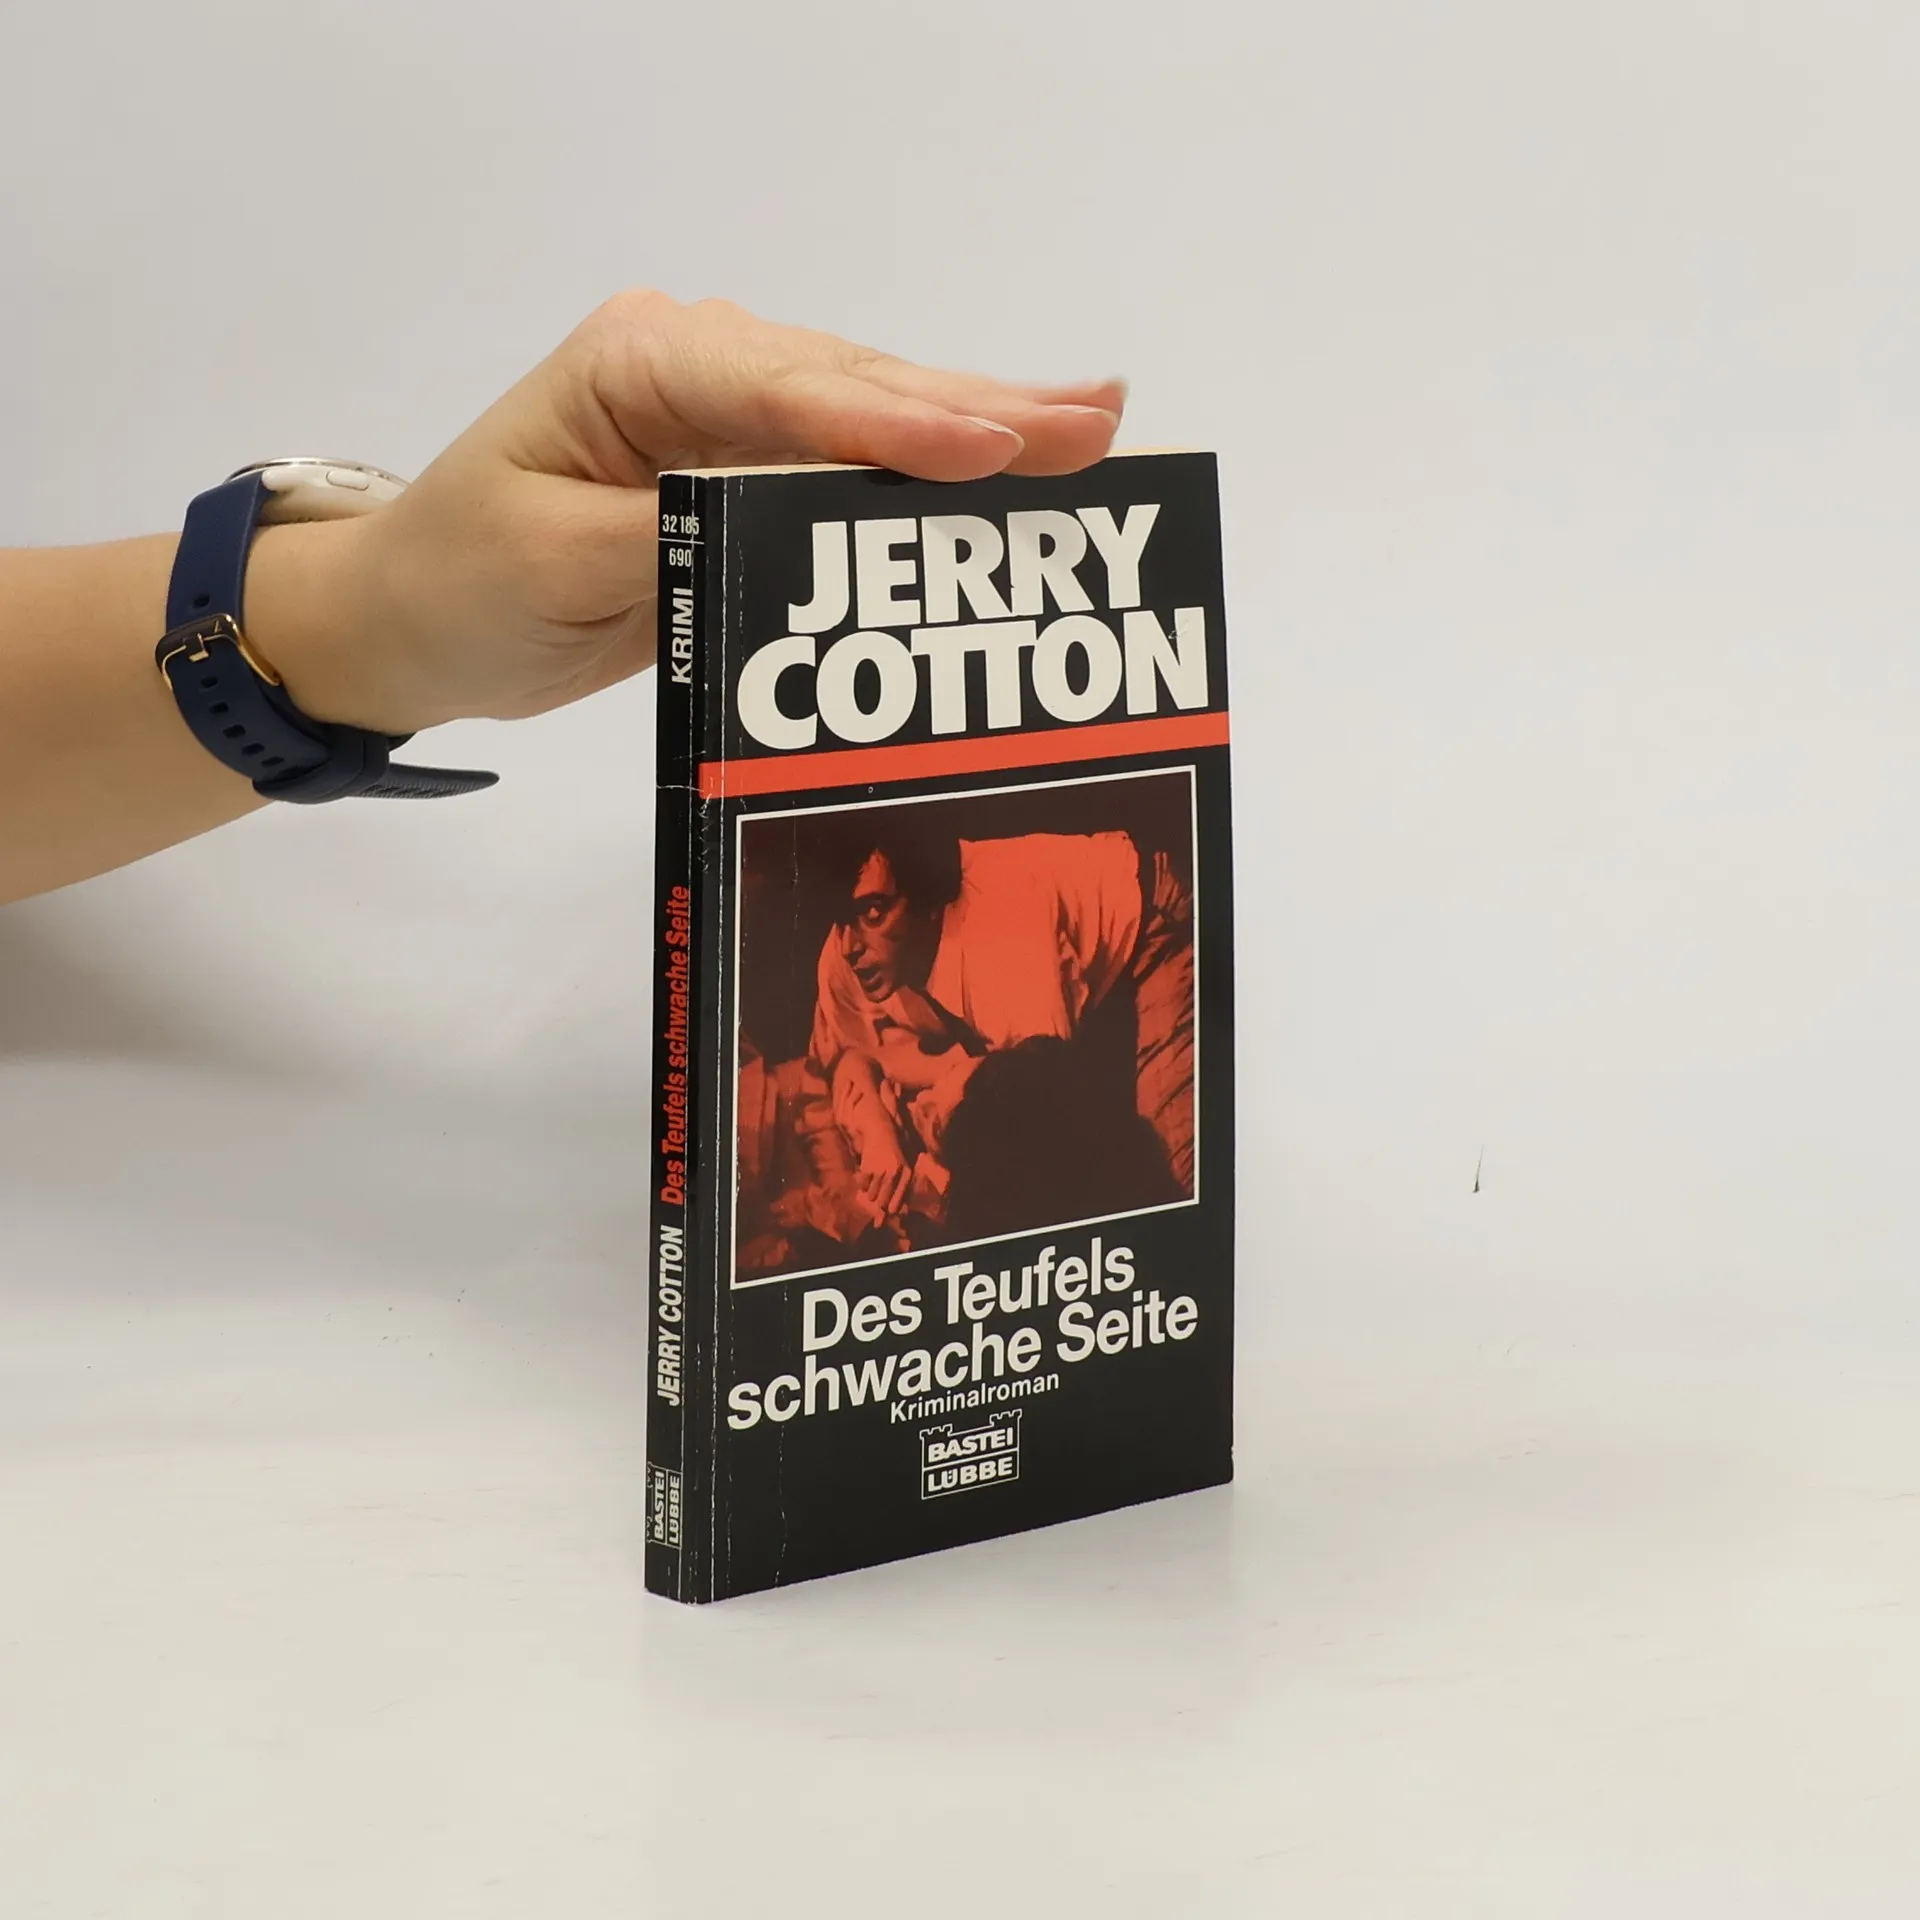 JERRY
COTTON
Des Teufels
schwache Seite
Kriminalroman
BASTEI
LÜBBE
32 185
690
KRIMI
JERRY COTTON Des Teufels schwache Seite
BASTEI
LÜBBE